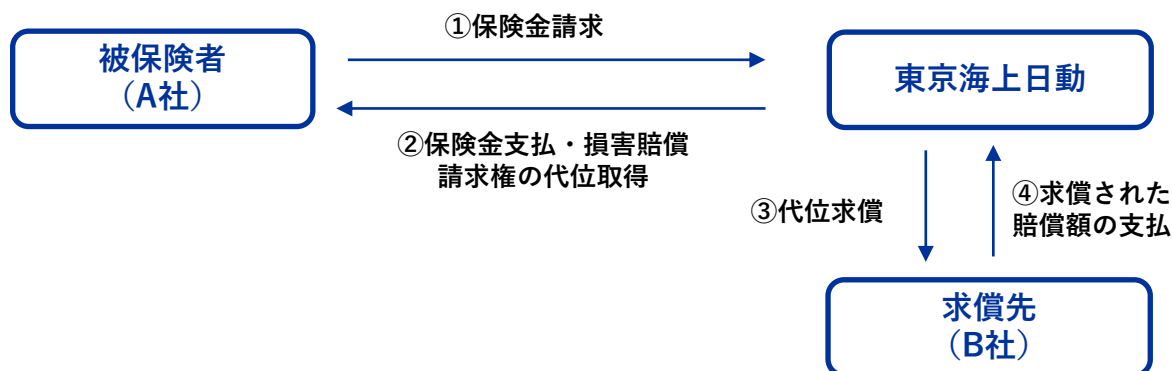 ①保険金請求
被保険者
（A社）
東京海上日動
②保険金支払・損害賠償
請求権の代位取得
③代位求償
④求償された
賠償額の支払
求償先
（B社）